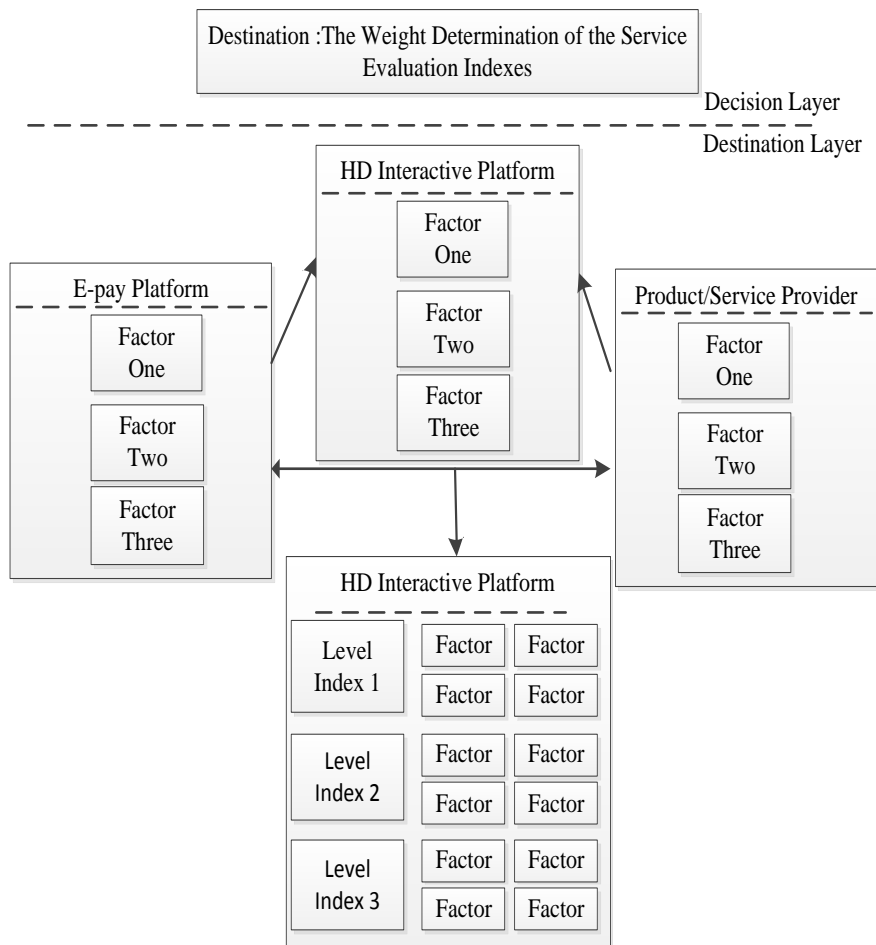 Destination :The Weight Determination of the Service
Evaluation Indexes
Decision Layer
Destination Layer
HD Interactive Platform
Factor
One
Factor
Two
Factor
Three
E-pay Platform
Factor
One
Factor
Two
Factor
Three
Product/Service Provider
Factor
One
Factor
Two
Factor
Three
HD Interactive Platform
Level
Index 1
Factor
Factor
Factor
Factor
Level
Index 2
Factor
Factor
Factor
Factor
Level
Index 3
Factor
Factor
Factor
Factor